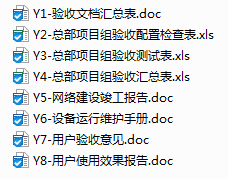 Y1-验收文档汇总表.doc
Y2-总部项目组验收配置检查表.xls
Y3-总部项目组验收测试表.xls
Y4-总部项目组验收汇总表.xls
Y5-网络建设竣工报告.doc
Y6-设备运行维护手册.doc
Y7-用户验收意见.doc
Y8-用户使用效果报告.doc